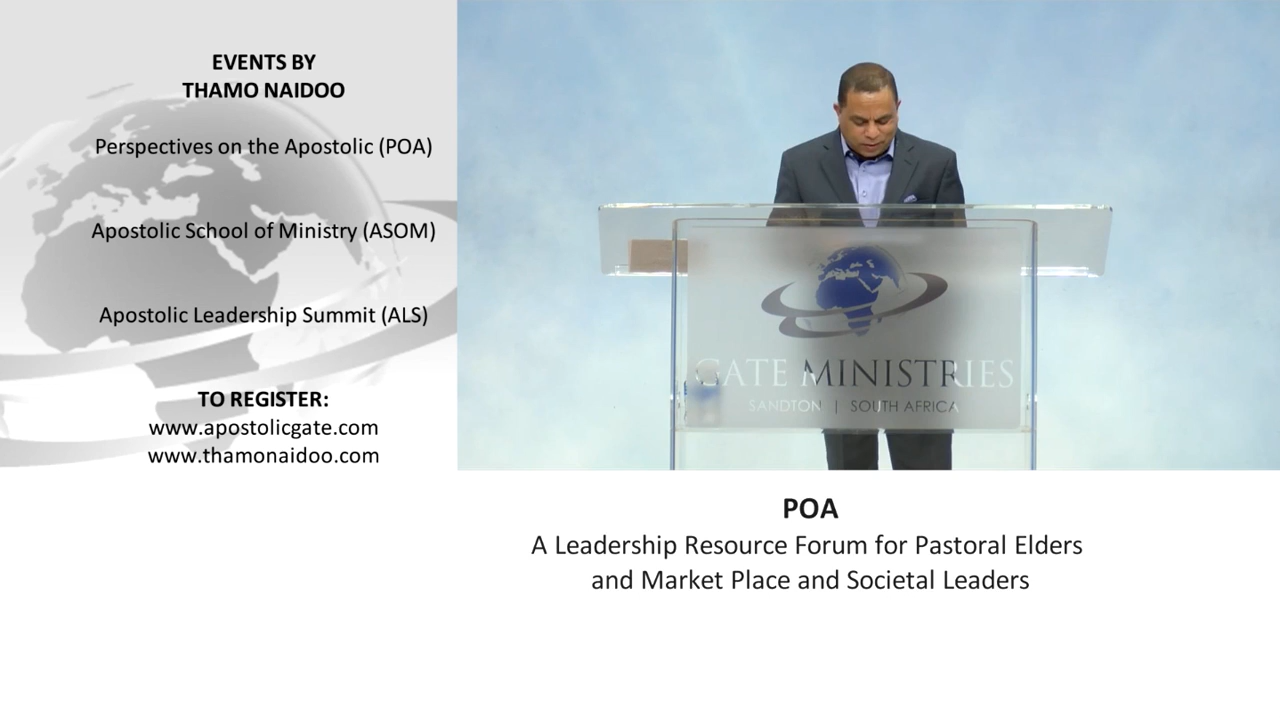 EVENTS BY
THAMO NAIDOO
Perspectives on the Apostolic (POA)
Apostolic School of Ministry (ASOM)
Apostolic Leadership Summit (ALS)
TO REGISTER:
www.apostolicgate.com
www.thamonaidoo.com
GATE MINISTRIES
SANDTON | SOUTH AFRICA
POA
A Leadership Resource Forum for Pastoral Elders
and Market Place and Societal Leaders